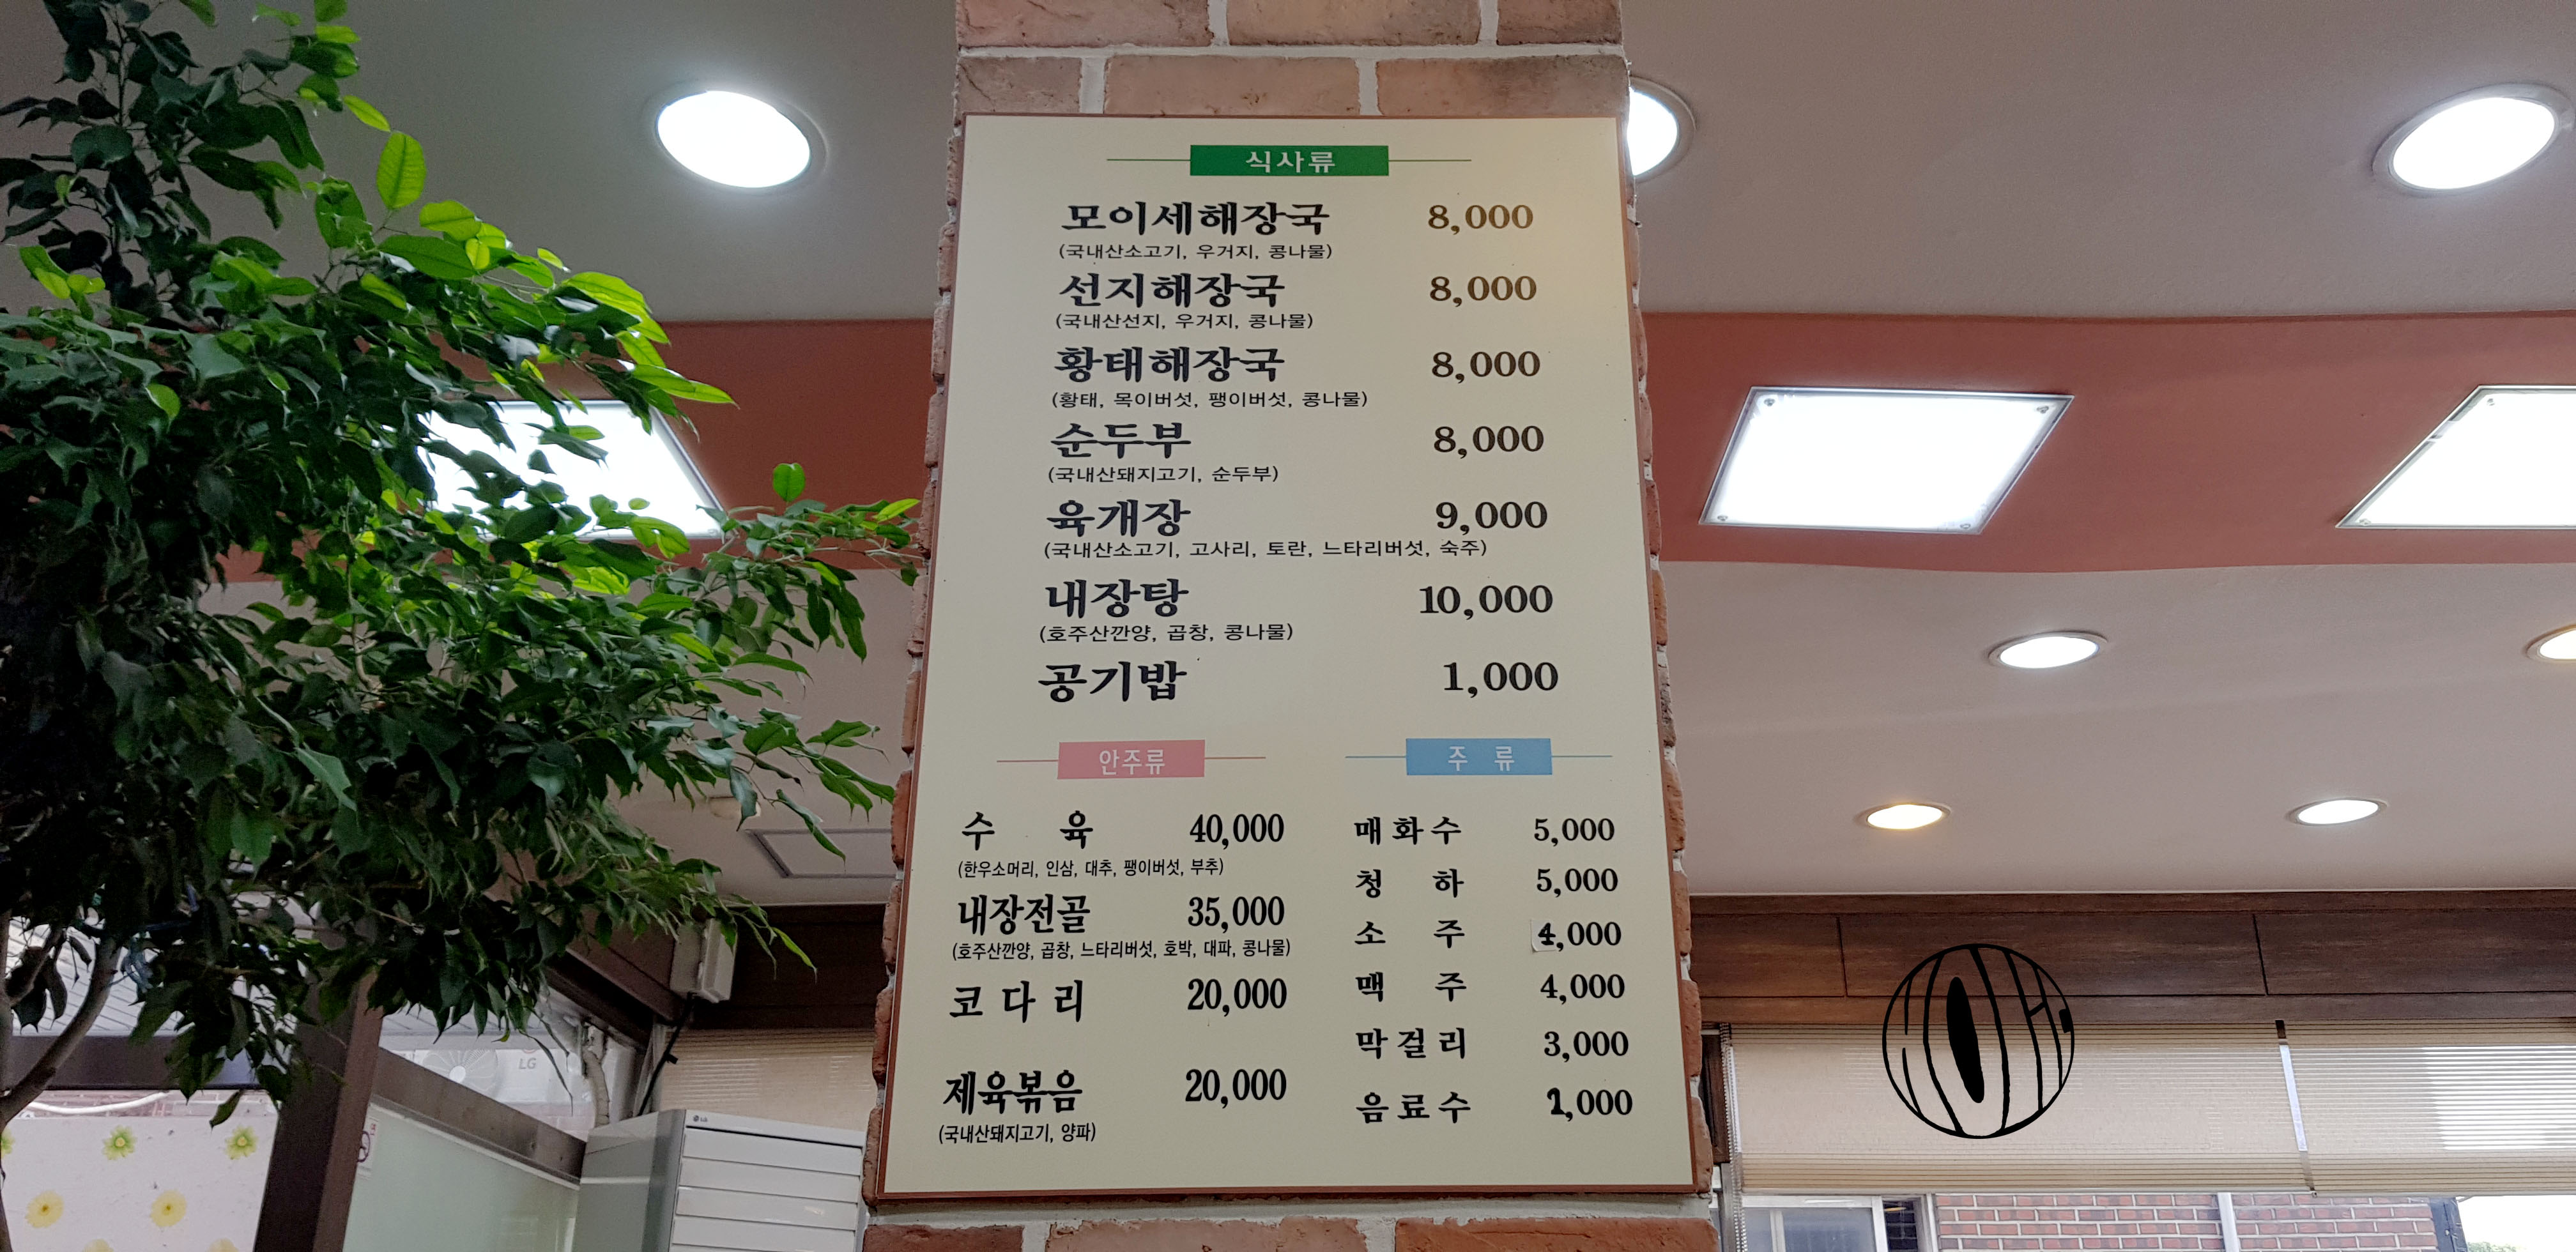 식사류
모이세해장국 8,000
(국내산소고기, 우거지, 콩나물)
선지해장국 8,000
(국내산선지, 우거지, 콩나물)
황태해장국 8,000
(황태, 목이버섯, 팽이버섯, 콩나물)
순두부 8,000
(국내산돼지고기, 순두부)
육개장 9,000
(국내산소고기, 고사리, 토란, 느타리버섯, 숙주)
내장탕 10,000
(호주산깐양, 곱창, 콩나물)
공기밥 1,000
안주류
수 육 40,000
(한우소머리, 인삼, 대추, 팽이버섯, 부추)
내장전골 35,000
(호주산깐양, 곱창, 느타리버섯, 호박, 대파, 콩나물)
코다리 20,000
제육볶음 20,000
(국내산돼지고기, 양파)
주 류
매화수 5,000
청 하 5,000
소 주 4,000
맥 주 4,000
막걸리 3,000
음료수
LG